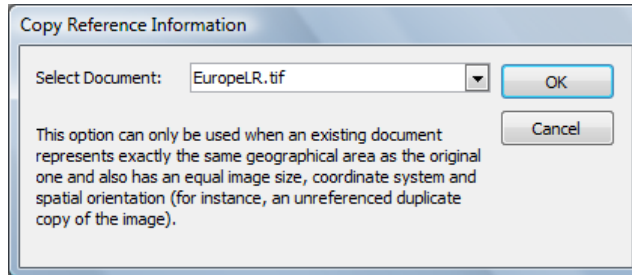 Copy Reference Information
Select Document: EuropeLR.tif OK
Cancel
This option can only be used when an existing document
represents exactly the same geographical area as the original
one and also has an equal image size, coordinate system and
spatial orientation (for instance, an unreferenced duplicate
copy of the image).